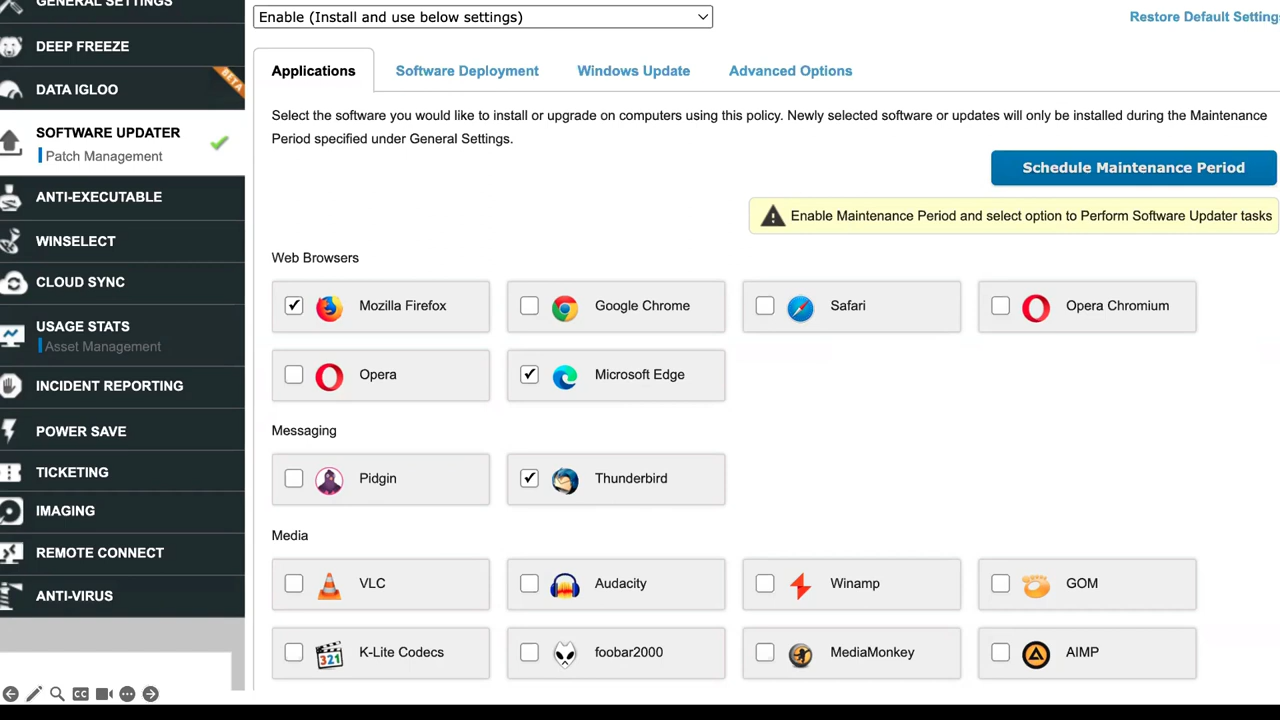 GENERAL SETTINGS
DEEP FREEZE
DATA IGLOO
BETA
SOFTWARE UPDATER
Patch Management
ANTI-EXECUTABLE
WINSELECT
CLOUD SYNC
USAGE STATS
Asset Management
INCIDENT REPORTING
POWER SAVE
TICKETING
IMAGING
REMOTE CONNECT
ANTI-VIRUS
CC
Enable (Install and use below settings)
Restore Default Setting
Applications Software Deployment Windows Update Advanced Options
Select the software you would like to install or upgrade on computers using this policy. Newly selected software or updates will only be installed during the Maintenance
Period specified under General Settings.
Schedule Maintenance Period
Enable Maintenance Period and select option to Perform Software Updater tasks
Web Browsers
Mozilla Firefox Google Chrome Safari Opera Chromium
Opera Microsoft Edge
Messaging
Pidgin Thunderbird
Media
VLC Audacity Winamp GOM
K-Lite Codecs foobar2000 MediaMonkey AIMP
321